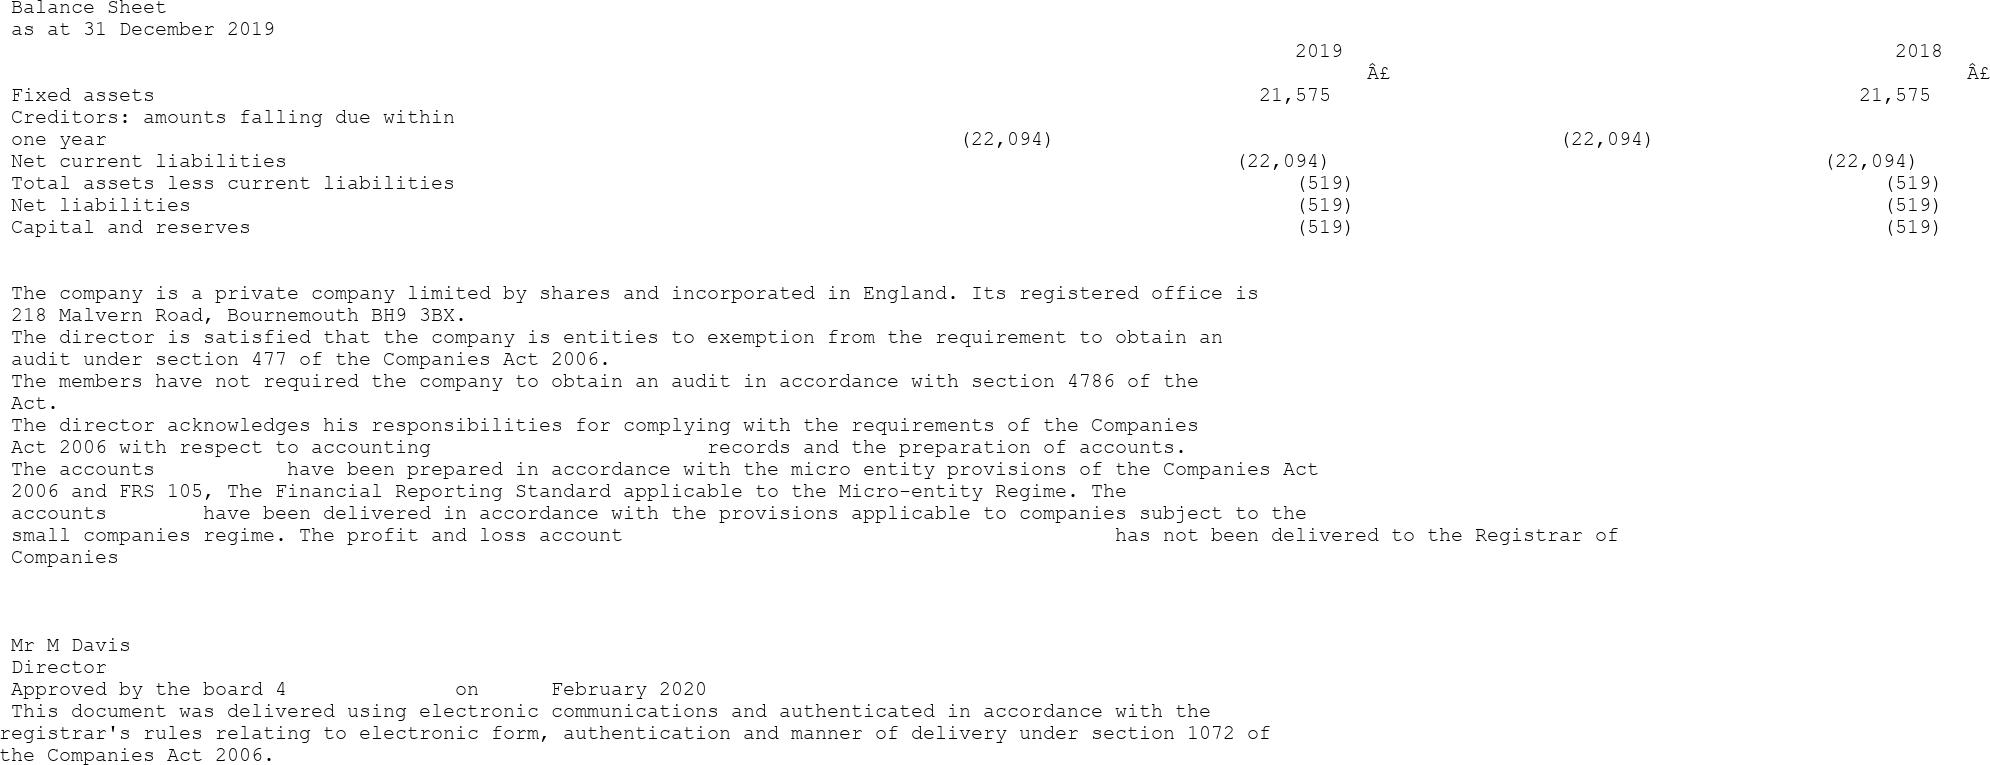 Balance Sheet
as at 31 December 2019
2019 2018
Â£ Â£
Fixed assets 21,575 21,575
Creditors: amounts falling due within
one year (22,094) (22,094)
Net current liabilities (22,094) (22,094)
Total assets less current liabilities (519) (519)
Net liabilities (519) (519)
Capital and reserves (519) (519)
The company is a private company limited by shares and incorporated in England. Its registered office is
218 Malvern Road, Bournemouth BH9 3BX.
The director is satisfied that the company is entities to exemption from the requirement to obtain an
audit under section 477 of the Companies Act 2006.
The members have not required the company to obtain an audit in accordance with section 4786 of the
Act.
The director acknowledges his responsibilities for complying with the requirements of the Companies
Act 2006 with respect to accounting records and the preparation of accounts.
The accounts have been prepared in accordance with the micro entity provisions of the Companies Act
2006 and FRS 105, The Financial Reporting Standard applicable to the Micro-entity Regime. The
accounts have been delivered in accordance with the provisions applicable to companies subject to the
small companies regime. The profit and loss account has not been delivered to the Registrar of
Companies
Mr M Davis
Director
Approved by the board 4 on February 2020
This document was delivered using electronic communications and authenticated in accordance with the
registrar's rules relating to electronic form, authentication and manner of delivery under section 1072 of
the Companies Act 2006.